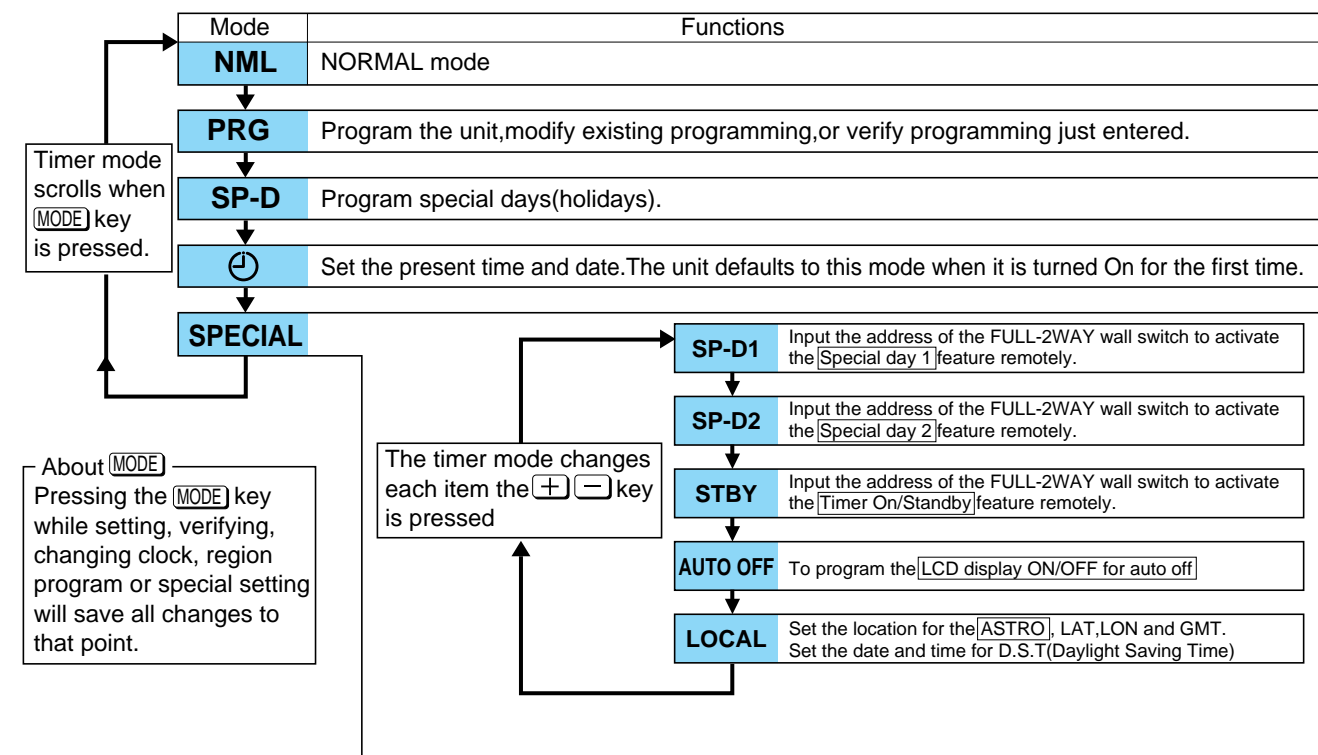 Mode Functions
NML NORMAL mode
PRG Program the unit,modify existing programming,or verify programming just entered.
SP-D Program special days(holidays).
Set the present time and date.The unit defaults to this mode when it is turned On for the first time.
SPECIAL
Timer mode
scrolls when
MODE key
is pressed.
About MODE
Pressing the MODE key
while setting, verifying,
changing clock, region
program or special setting
will save all changes to
that point.
The timer mode changes
each item the + − key
is pressed
SP-D1 Input the address of the FULL-2WAY wall switch to activate
the Special day 1 feature remotely.
SP-D2 Input the address of the FULL-2WAY wall switch to activate
the Special day 2 feature remotely.
STBY Input the address of the FULL-2WAY wall switch to activate
the Timer On/Standby feature remotely.
AUTO OFF To program the LCD display ON/OFF for auto off
LOCAL Set the location for the ASTRO , LAT,LON and GMT.
Set the date and time for D.S.T(Daylight Saving Time)